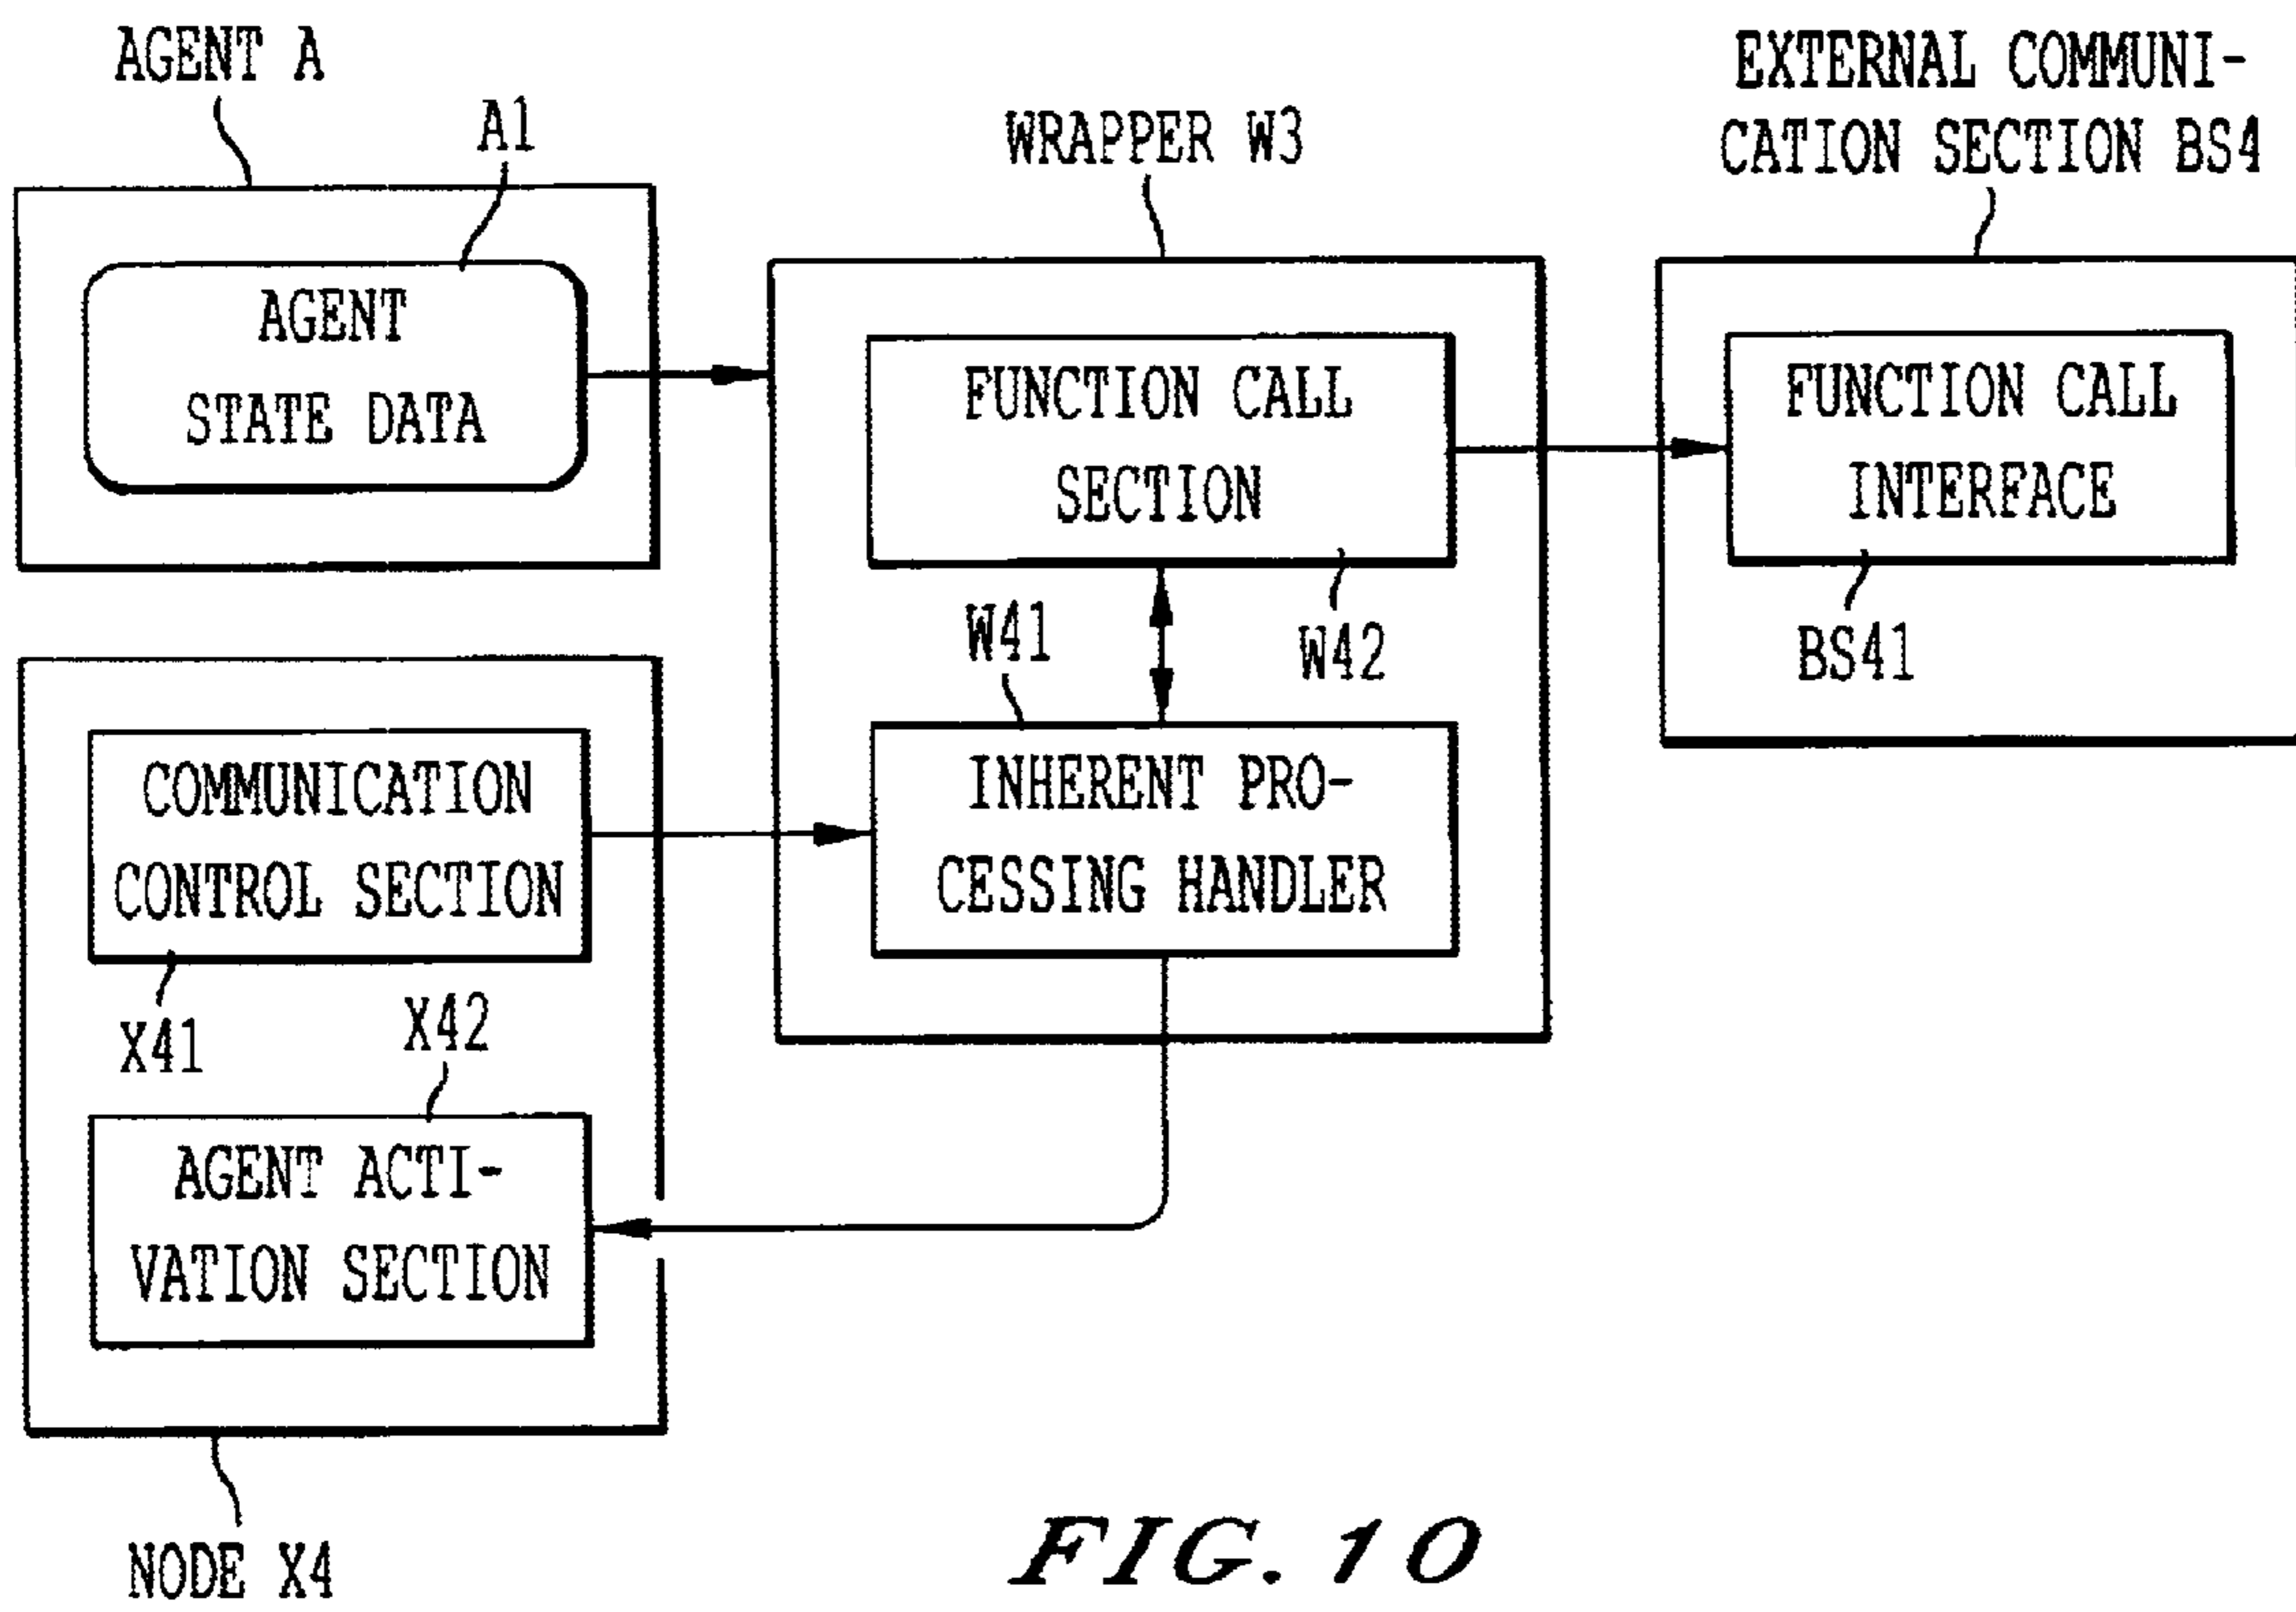 AGENT A
A1
AGENT
STATE DATA
WRAPPER W3
EXTERNAL COMMUNI-
CATION SECTION BS4
FUNCTION CALL
SECTION
W42
FUNCTION CALL
INTERFACE
BS41
W41
INHERENT PRO-
CESSING HANDLER
COMMUNICATION
CONTROL SECTION
X41
X42
AGENT ACTI-
VATION SECTION
NODE X4
FIG. 10